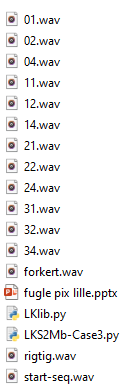 01.wav
02.wav
04.wav
11.wav
12.wav
14.wav
21.wav
22.wav
24.wav
31.wav
32.wav
34.wav
forkert.wav
fugle pix lille.pptx
LKlib.py
LKS2Mb-Case3.py
rigtig.wav
start-seq.wav